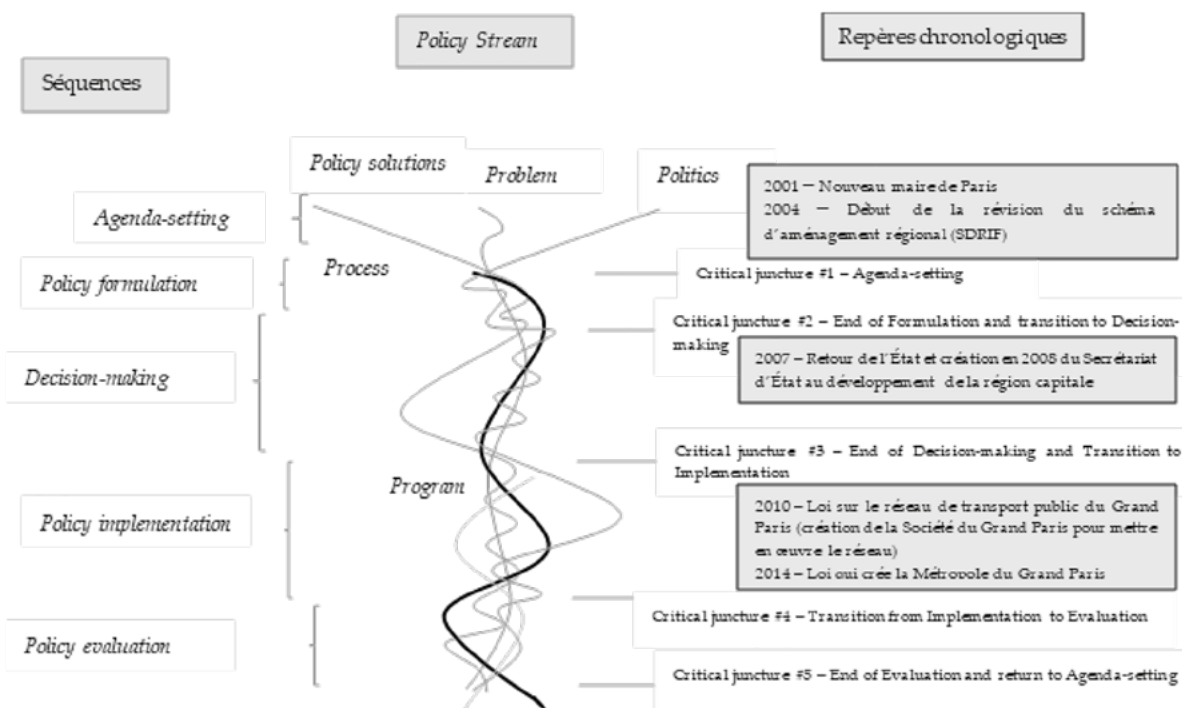 Policy Stream
Repères chronologiques
Séquences
Policy solutions
Problem
Politics
2001 – Nouveau maire de Paris
2004 – Début de la révision du schéma
d'aménagement régional (SDRIF)
Agenda-setting
Process
Critical juncture #1 – Agenda-setting
Policy formulation
Critical juncture #2 – End of Formulation and transition to Decision-
making
2007 – Retour de l'État et création en 2008 du Secrétariat
d'État au développement de la région capitale
Decision-making
Critical juncture #3 – End of Decision-making and Transition to
Implementation
Program
2010 – Loi sur le réseau de transport public du Grand
Paris (création de la Société du Grand Paris pour mettre
en œuvre le réseau)
2014 – Loi qui crée la Métropole du Grand Paris
Policy implementation
Critical juncture #4 – Transition from Implementation to Evaluation
Policy evaluation
Critical juncture #5 – End of Evaluation and return to Agenda-setting